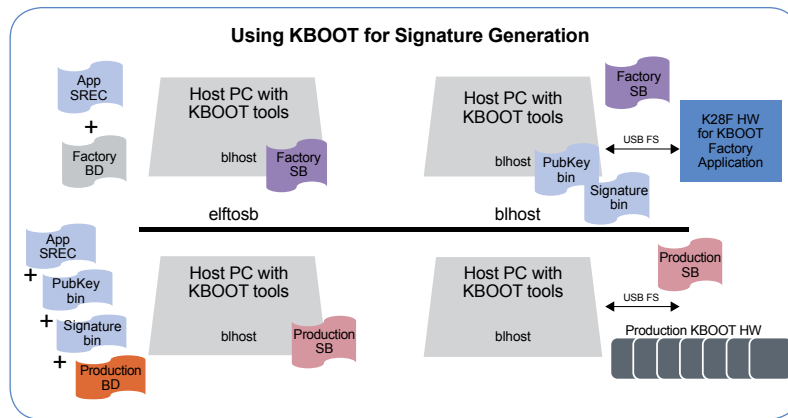 Using KBOOT for Signature Generation
App
SREC
+
Factory
BD
Host PC with
KBOOT tools
blhost
Factory
SB
elftosb
Host PC with
KBOOT tools
blhost
PubKey
bin
Signature
bin
Factory
SB
USB FS
K28F HW
for KBOOT
Factory
Application
blhost
App
SREC
+
PubKey
bin
+
Signature
bin
+
Production
BD
Host PC with
KBOOT tools
blhost
Production
SB
Host PC with
KBOOT tools
blhost
Production
SB
USB FS
Production KBOOT HW